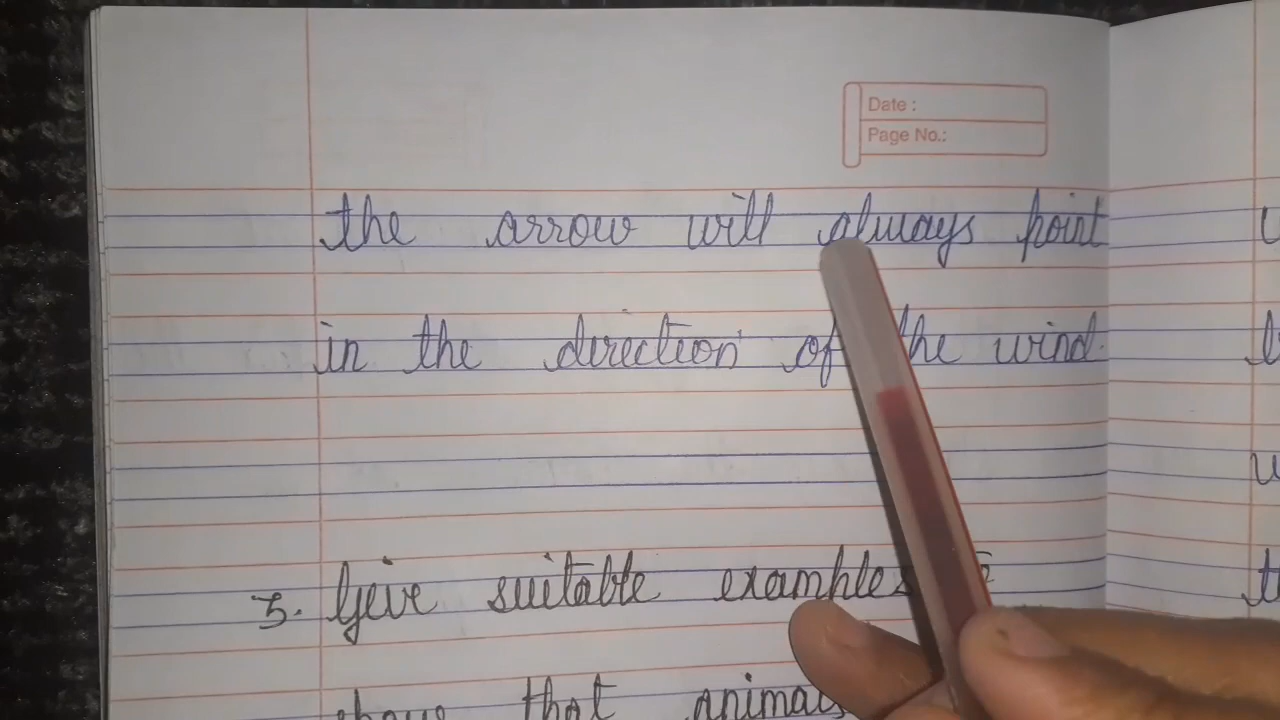 Date :
Page No.:
the arrow will always point
in the direction of the wind.
5. Give suitable examples
show that animals